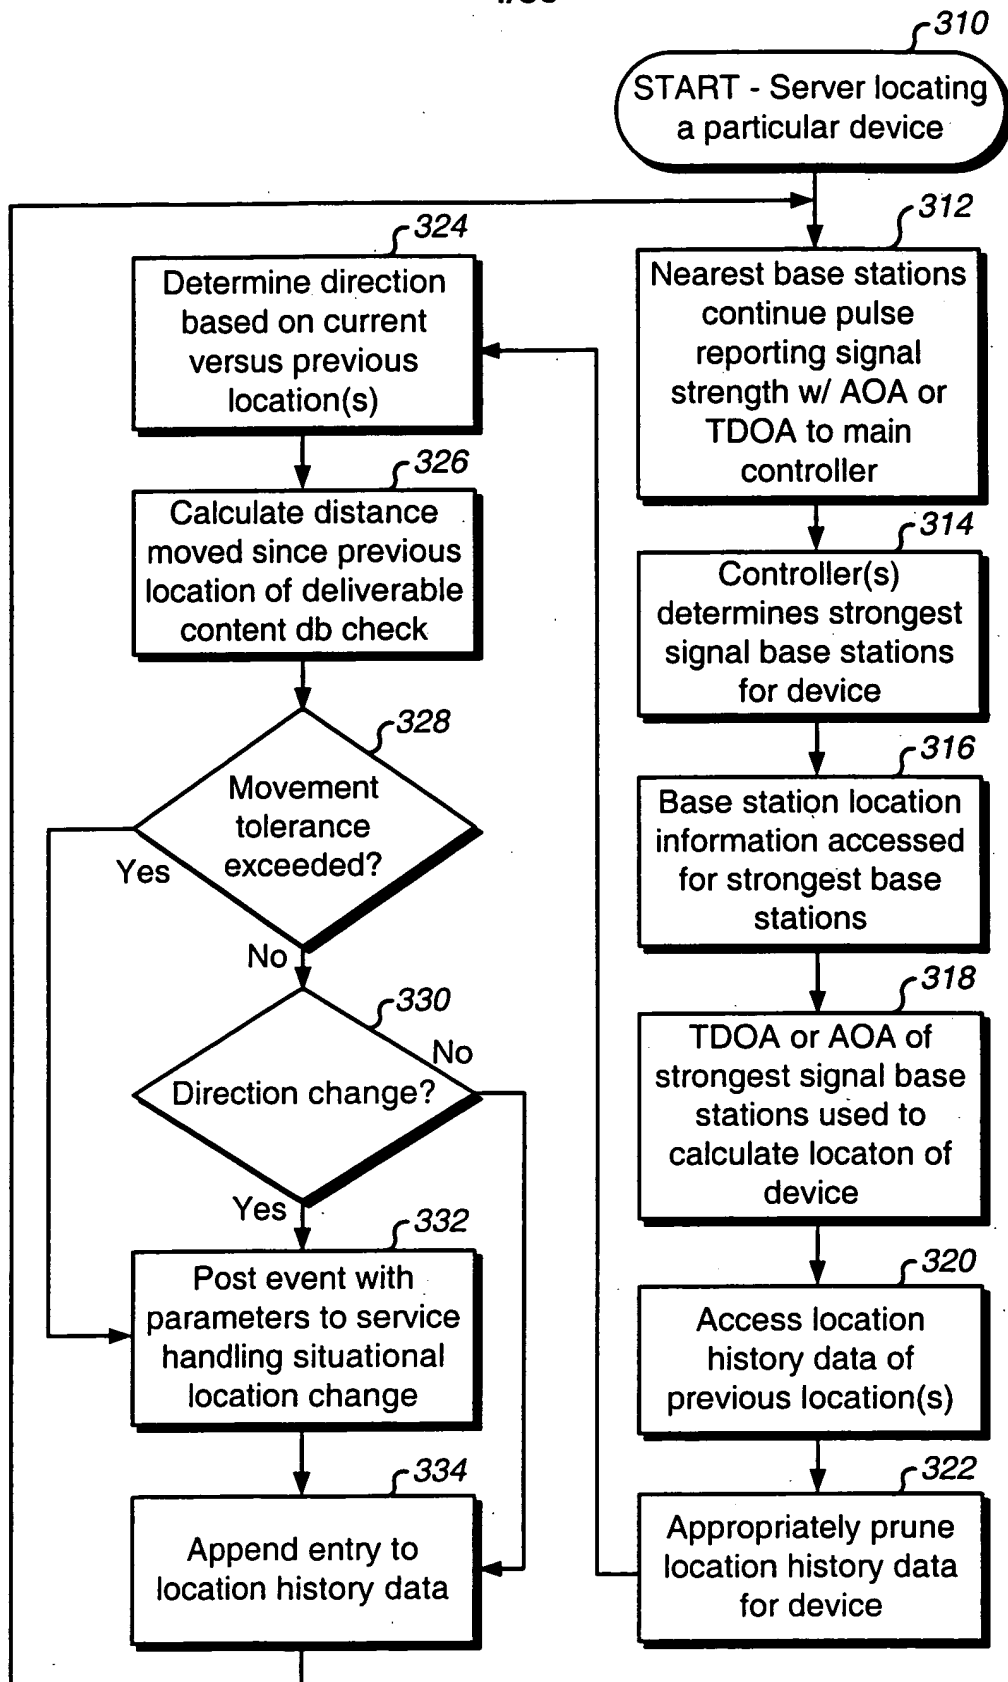 310
START - Server locating
a particular device
312
Nearest base stations
continue pulse
reporting signal
strength w/ AOA or
TDOA to main
controller
314
Controller(s)
determines strongest
signal base stations
for device
316
Base station location
information accessed
for strongest base
stations
318
TDOA or AOA of
strongest signal base
stations used to
calculate locaton of
device
320
Access location
history data of
previous location(s)
322
Appropriately prune
location history data
for device
324
Determine direction
based on current
versus previous
location(s)
326
Calculate distance
moved since previous
location of deliverable
content db check
328
Movement
tolerance
exceeded?
Yes
No
330
Direction change?
No
Yes
332
Post event with
parameters to service
handling situational
location change
334
Append entry to
location history data